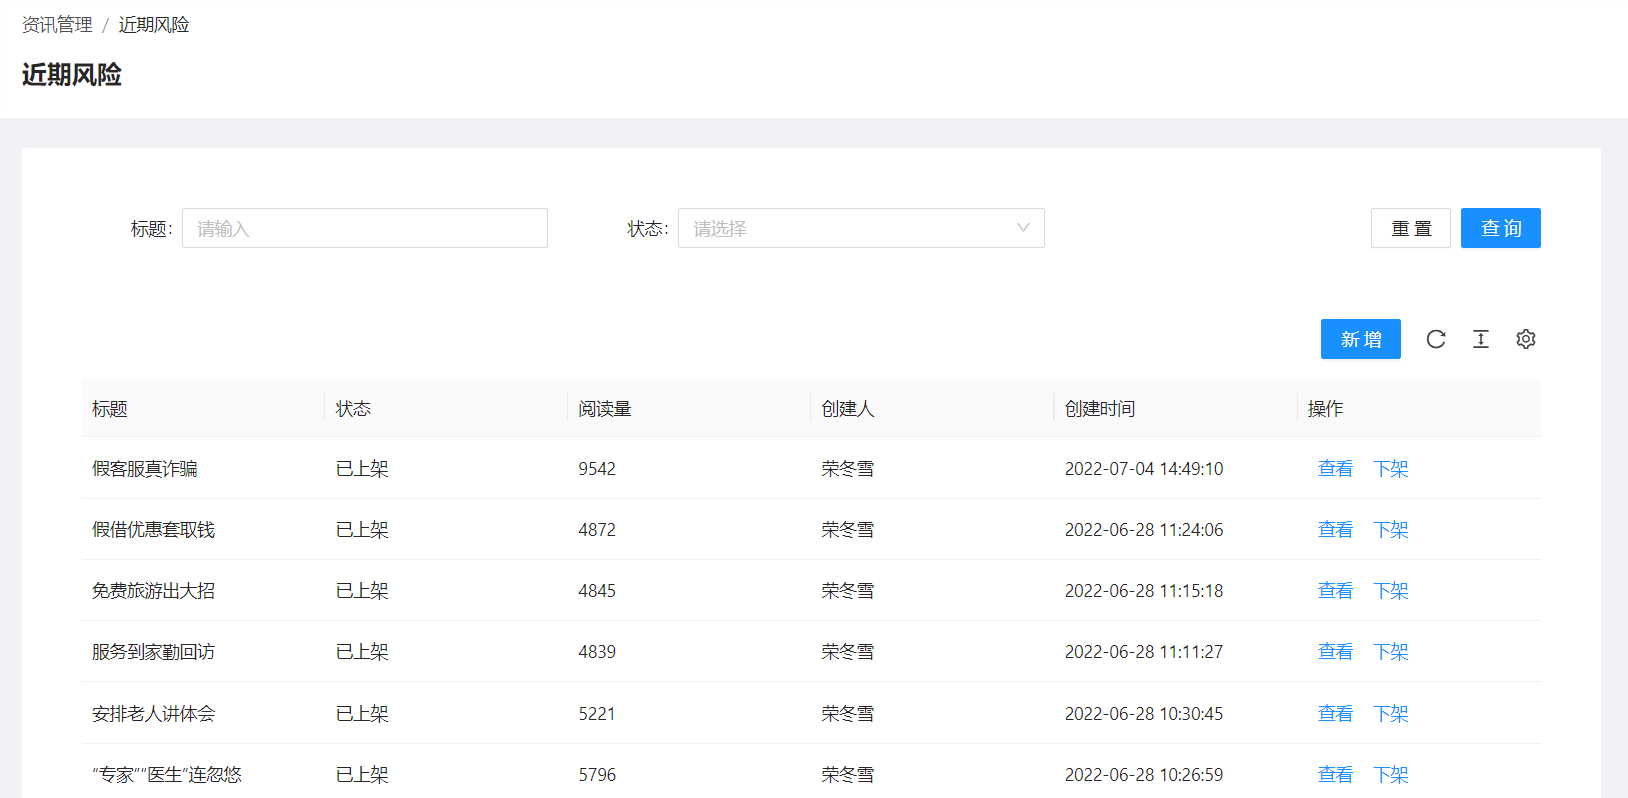 资讯管理 / 近期风险
近期风险
标题: 请输入 状态: 请选择 重 置 查 询
新 增
标题 状态 阅读量 创建人 创建时间 操作
假客服真诈骗 已上架 9542 荣冬雪 2022-07-04 14:49:10 查看 下架
假借优惠套取钱 已上架 4872 荣冬雪 2022-06-28 11:24:06 查看 下架
免费旅游出大招 已上架 4845 荣冬雪 2022-06-28 11:15:18 查看 下架
服务到家勤回访 已上架 4839 荣冬雪 2022-06-28 11:11:27 查看 下架
安排老人讲体会 已上架 5221 荣冬雪 2022-06-28 10:30:45 查看 下架
“专家”“医生”连忽悠 已上架 5796 荣冬雪 2022-06-28 10:26:59 查看 下架